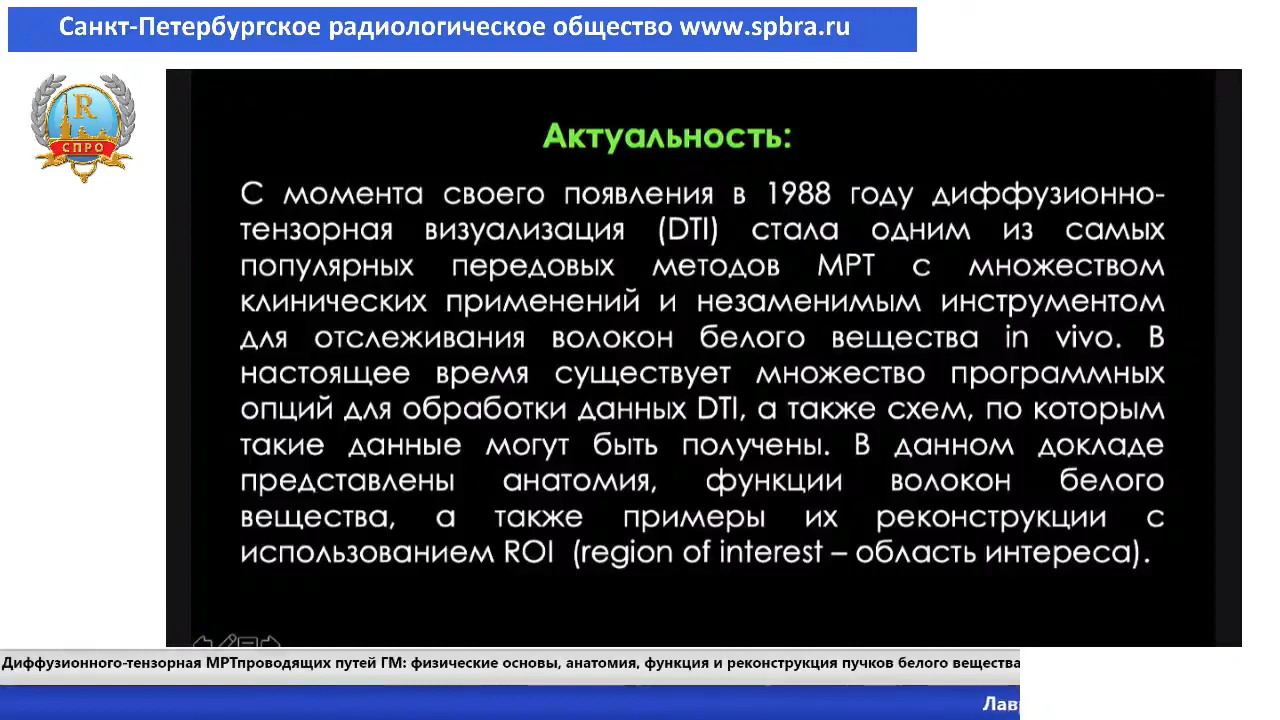 Санкт-Петербургское радиологическое общество www.spbra.ru
R
СПРО
Актуальность:
С момента своего появления в 1988 году диффузионно-
тензорная визуализация (DTI) стала одним из самых
популярных передовых методов МРТ с множеством
клинических применений и незаменимым инструментом
для отслеживания волокон белого вещества in vivo. В
настоящее время существует множество программных
опций для обработки данных DTI, а также схем, по которым
такие данные могут быть получены. В данном докладе
представлены анатомия, функции волокон белого
вещества, а также примеры их реконструкции с
использованием ROI (region of interest – область интереса).
Диффузионного-тензорная МРТпроводящих путей ГМ: физические основы, анатомия, функция и реконструкция пучков белого вещества